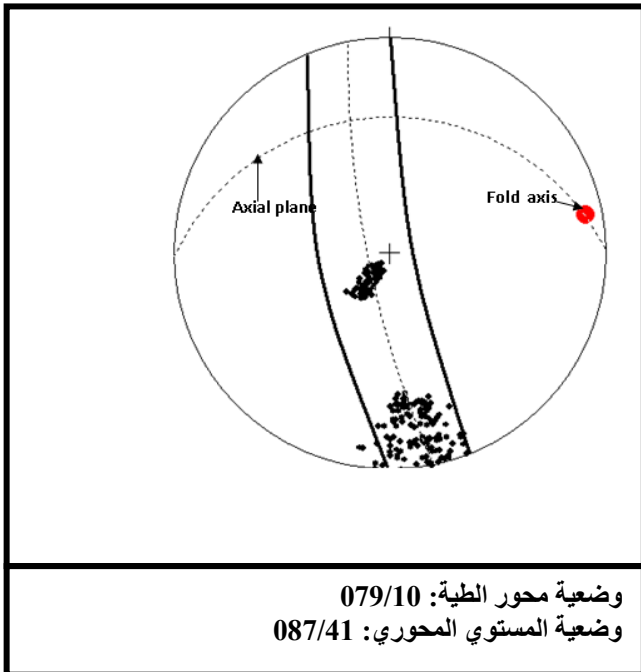 Axial plane
Fold axis
وضعية محور الطية: 079/10
وضعية المستوي المحوري: 087/41